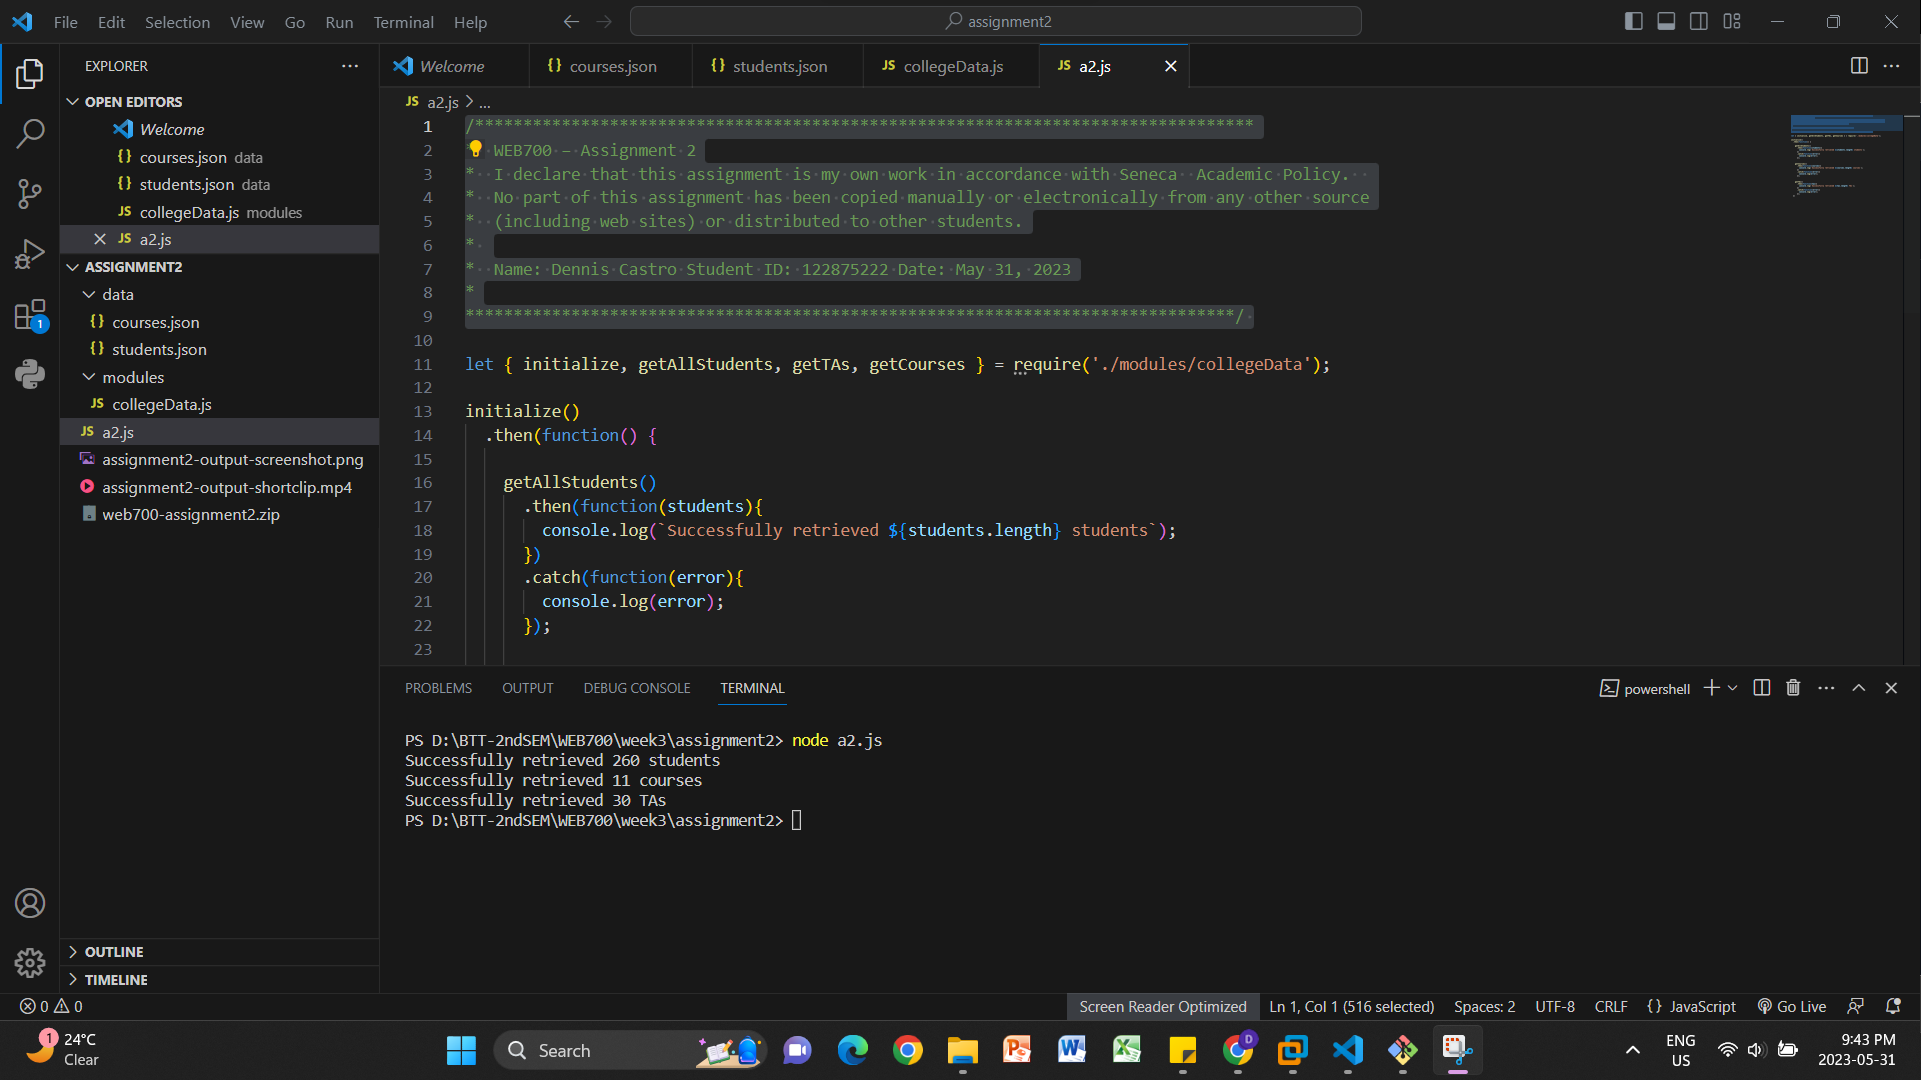 File Edit Selection View Go Run Terminal Help
assignment2
EXPLORER
OPEN EDITORS
Welcome
courses.json data
students.json data
collegeData.js modules
JS a2.js
ASSIGNMENT2
data
courses.json
students.json
modules
JS collegeData.js
JS a2.js
assignment2-output-screenshot.png
assignment2-output-shortclip.mp4
web700-assignment2.zip
OUTLINE
TIMELINE
Welcome
{} courses.json
{} students.json
JS collegeData.js
JS a2.js
JS a2.js > ...
1 /*********************************************************************************
2 WEB700 – Assignment 2
3 * I declare that this assignment is my own work in accordance with Seneca Academic Policy.
4 * No part of this assignment has been copied manually or electronically from any other source
5 * (including web sites) or distributed to other students.
6 *
7 * Name: Dennis Castro Student ID: 122875222 Date: May 31, 2023
8 *
9 ********************************************************************************/
10
11 let { initialize, getAllStudents, getTAs, getCourses } = require('./modules/collegeData');
12
13 initialize()
14 .then(function() {
15
16 getAllStudents()
17 .then(function(students){
18 console.log(`Successfully retrieved ${students.length} students`);
19 })
20 .catch(function(error){
21 console.log(error);
22 });
23
PROBLEMS OUTPUT DEBUG CONSOLE TERMINAL
powershell
PS D:\BTT-2ndSEM\WEB700\week3\assignment2> node a2.js
Successfully retrieved 260 students
Successfully retrieved 11 courses
Successfully retrieved 30 TAs
PS D:\BTT-2ndSEM\WEB700\week3\assignment2>
0 0
Screen Reader Optimized Ln 1, Col 1 (516 selected) Spaces: 2 UTF-8 CRLF {} JavaScript Go Live
1
1
24°C
Clear
Search
D
ENG
US
9:43 PM
2023-05-31